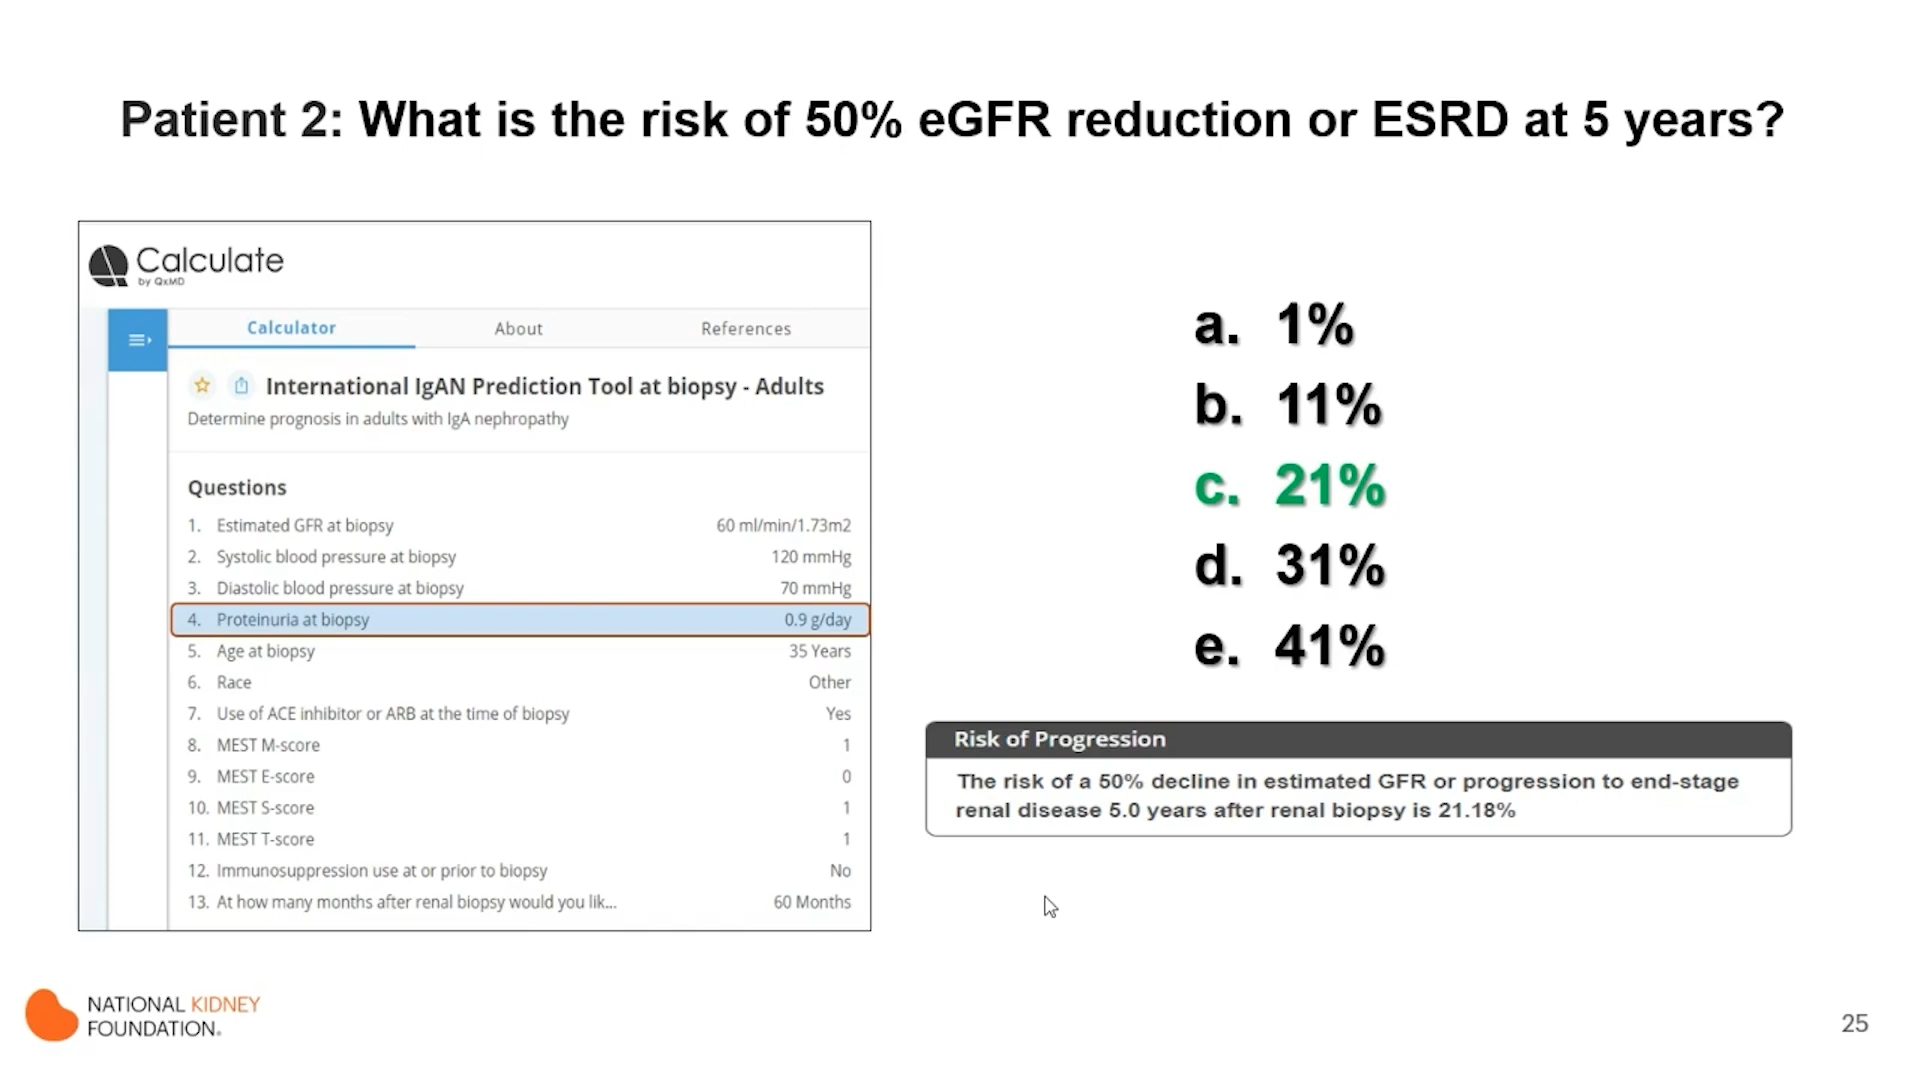 Patient 2: What is the risk of 50% eGFR reduction or ESRD at 5 years?
Calculate
by QxMD
Calculator About References
International IgAN Prediction Tool at biopsy - Adults
Determine prognosis in adults with IgA nephropathy
Questions
1. Estimated GFR at biopsy 60 ml/min/1.73m2
2. Systolic blood pressure at biopsy 120 mmHg
3. Diastolic blood pressure at biopsy 70 mmHg
4. Proteinuria at biopsy 0.9 g/day
5. Age at biopsy 35 Years
6. Race Other
7. Use of ACE inhibitor or ARB at the time of biopsy Yes
8. MEST M-score 1
9. MEST E-score 0
10. MEST S-score 1
11. MEST T-score 1
12. Immunosuppression use at or prior to biopsy No
13. At how many months after renal biopsy would you lik... 60 Months
a. 1%
b. 11%
c. 21%
d. 31%
e. 41%
Risk of Progression
The risk of a 50% decline in estimated GFR or progression to end-stage
renal disease 5.0 years after renal biopsy is 21.18%
NATIONAL KIDNEY
FOUNDATION.
25